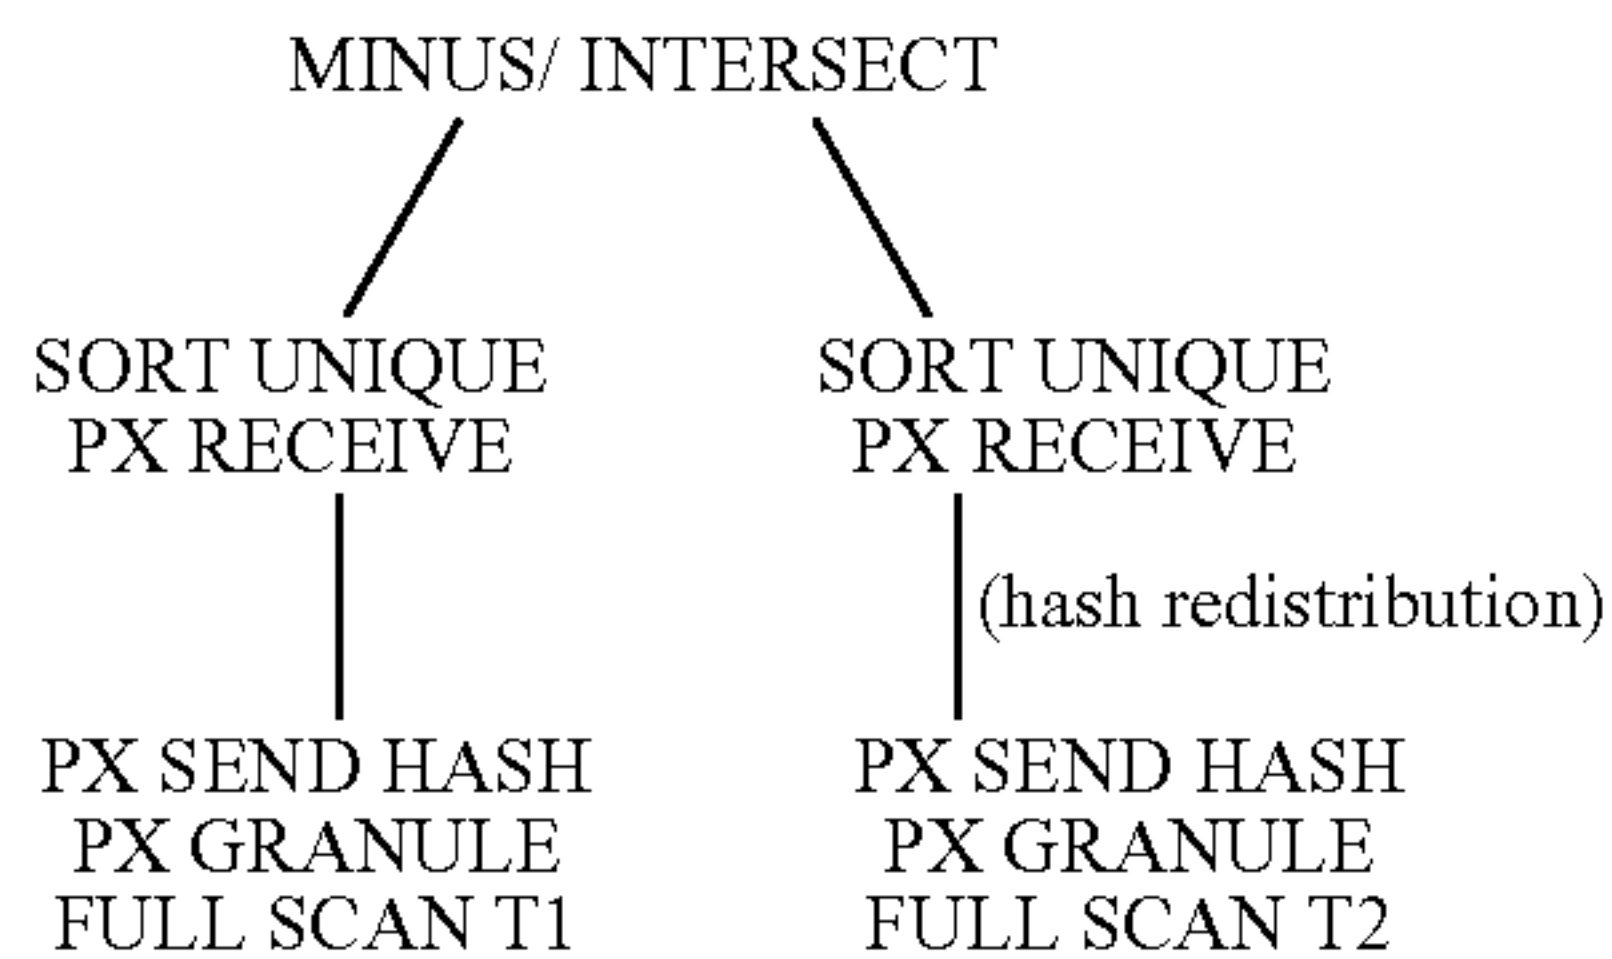 MINUS/ INTERSECT
SORT UNIQUE
PX RECEIVE
SORT UNIQUE
PX RECEIVE
(hash redistribution)
PX SEND HASH
PX GRANULE
FULL SCAN T1
PX SEND HASH
PX GRANULE
FULL SCAN T2